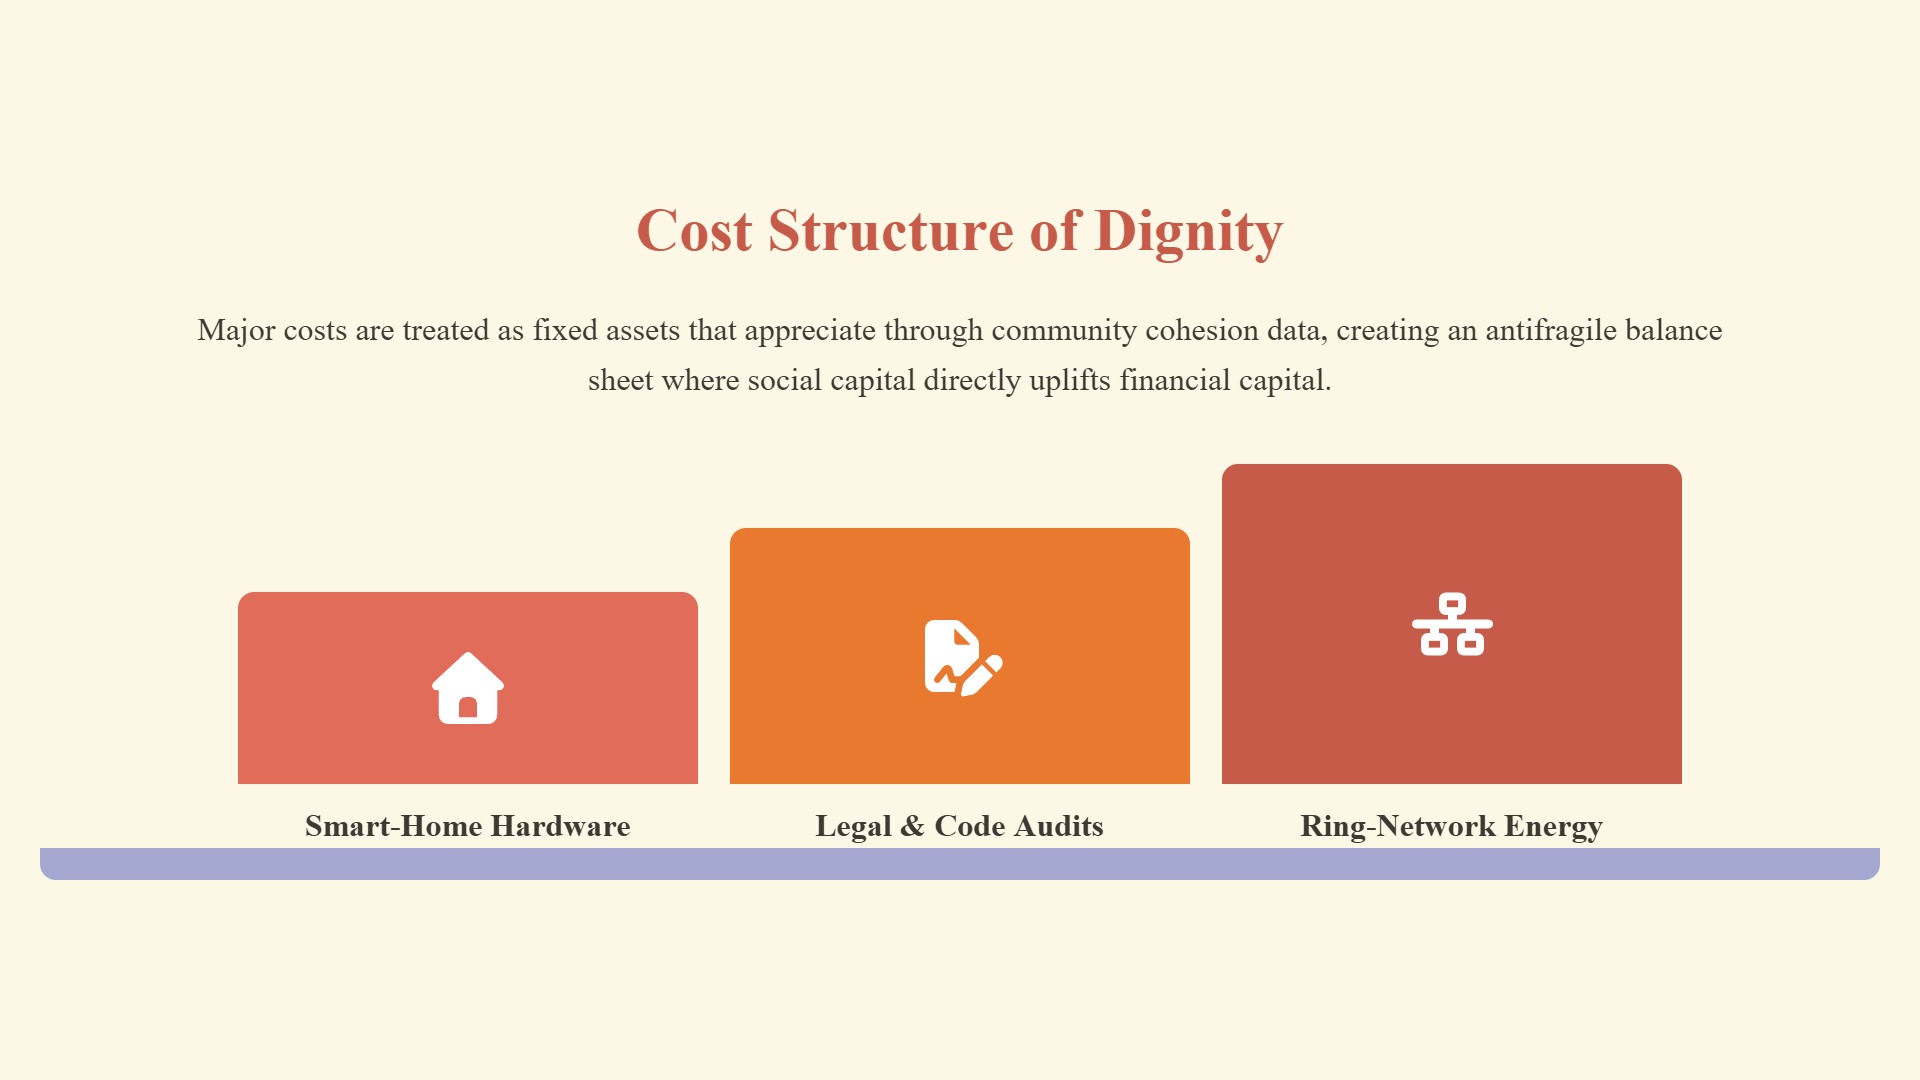 Cost Structure of Dignity
Major costs are treated as fixed assets that appreciate through community cohesion data, creating an antifragile balance
sheet where social capital directly uplifts financial capital.
Smart-Home Hardware
Legal & Code Audits
Ring-Network Energy